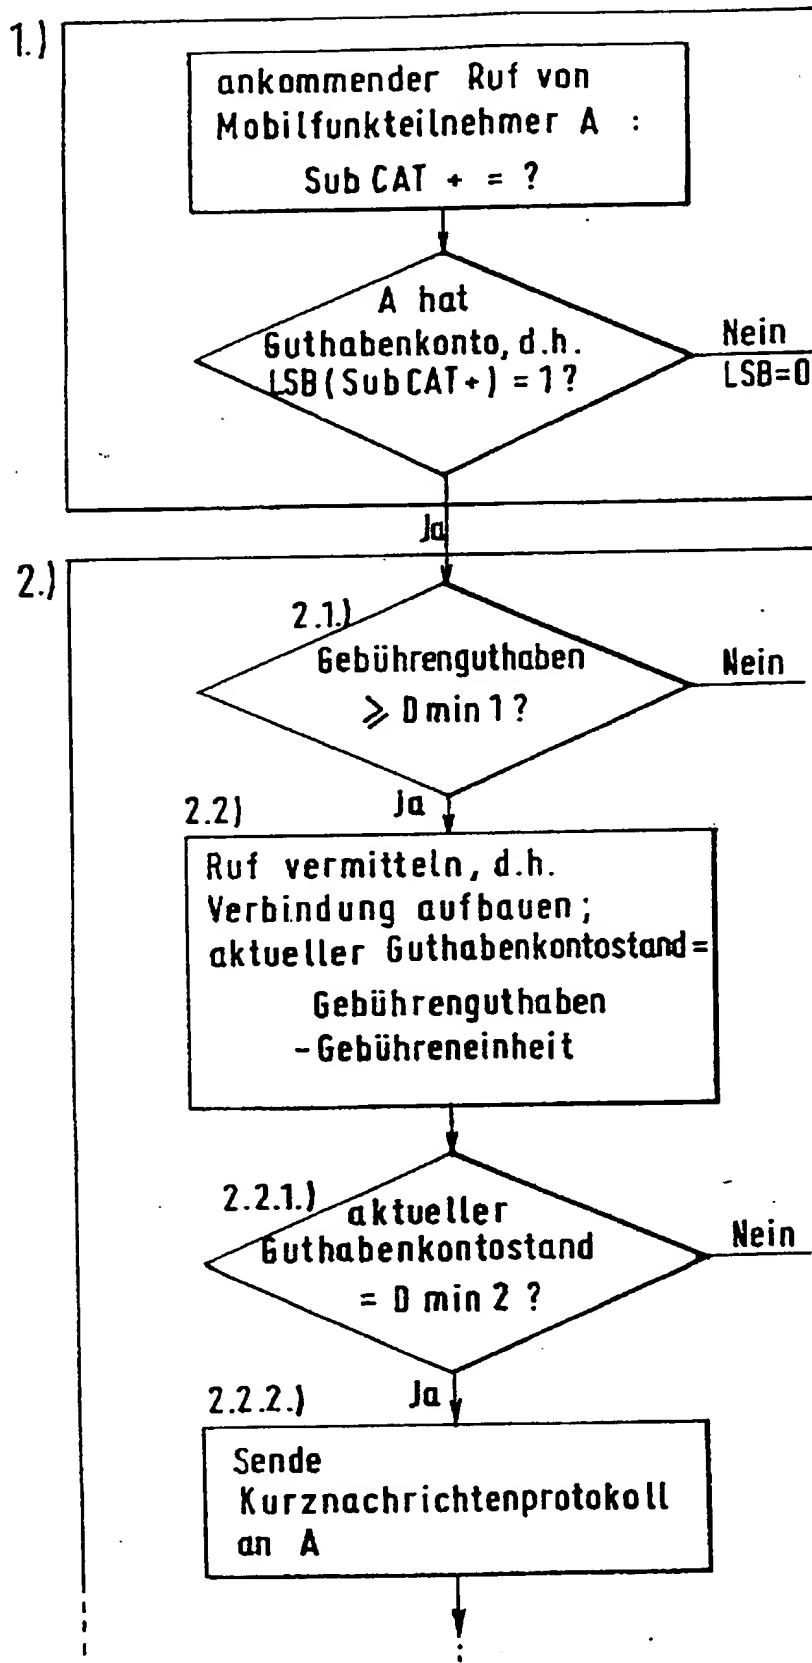 1.)
ankommender Ruf von
Mobilfunkteilnehmer A :
Sub CAT + = ?
A hat
Guthabenkonto, d.h.
LSB (SubCAT+) = 1?
Nein
LSB=0
Ja
2.)
2.1.)
Gebührenguthaben
⩾ D min 1 ?
Nein
Ja
2.2)
Ruf vermitteln, d.h.
Verbindung aufbauen ;
aktueller Guthabenkontostand =
Gebührenguthaben
- Gebühreneinheit
2.2.1.)
aktueller
Guthabenkontostand
= D min 2 ?
Nein
Ja
2.2.2.)
Sende
Kurznachrichtenprotokoll
an A